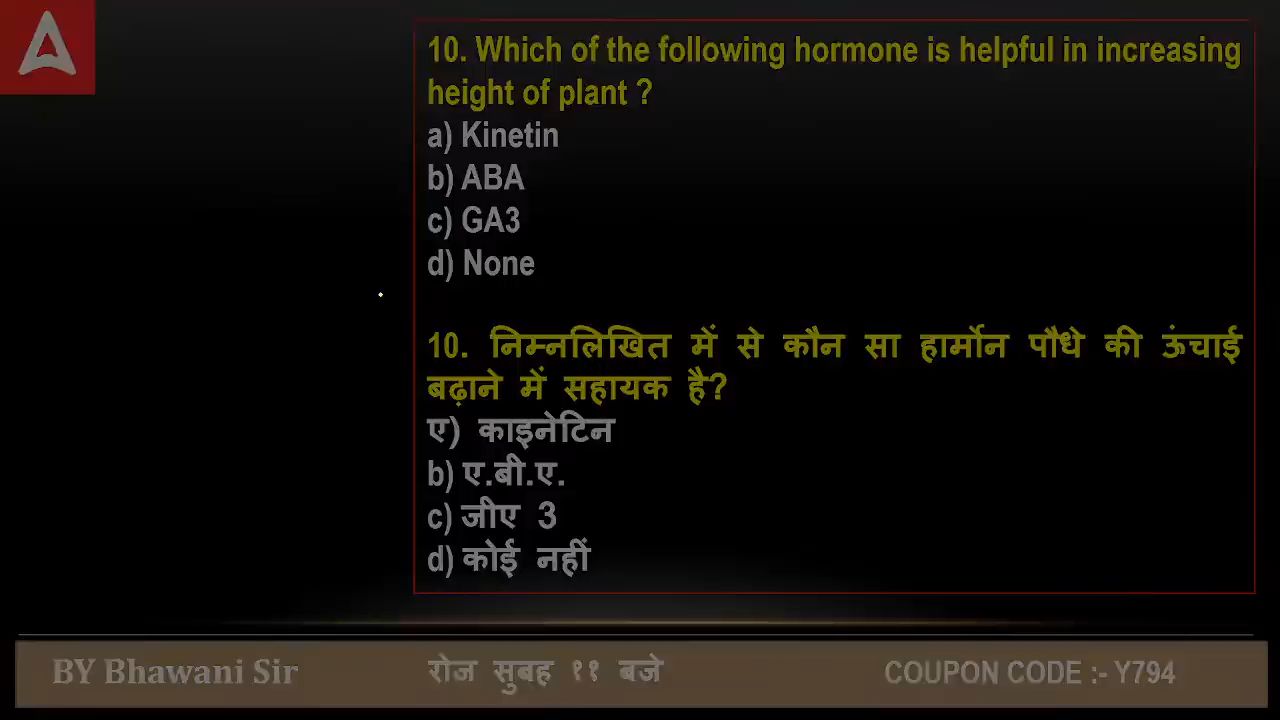 10. Which of the following hormone is helpful in increasing
height of plant ?
a) Kinetin
b) ABA
c) GA3
d) None
10. निम्नलिखित में से कौन सा हार्मोन पौधे की ऊंचाई
बढ़ाने में सहायक है?
ए) काइनेटिन
b) ए.बी.ए.
c) जीए 3
d) कोई नहीं
BY Bhawani Sir रोज सुबह ११ बजे COUPON CODE :- Y794